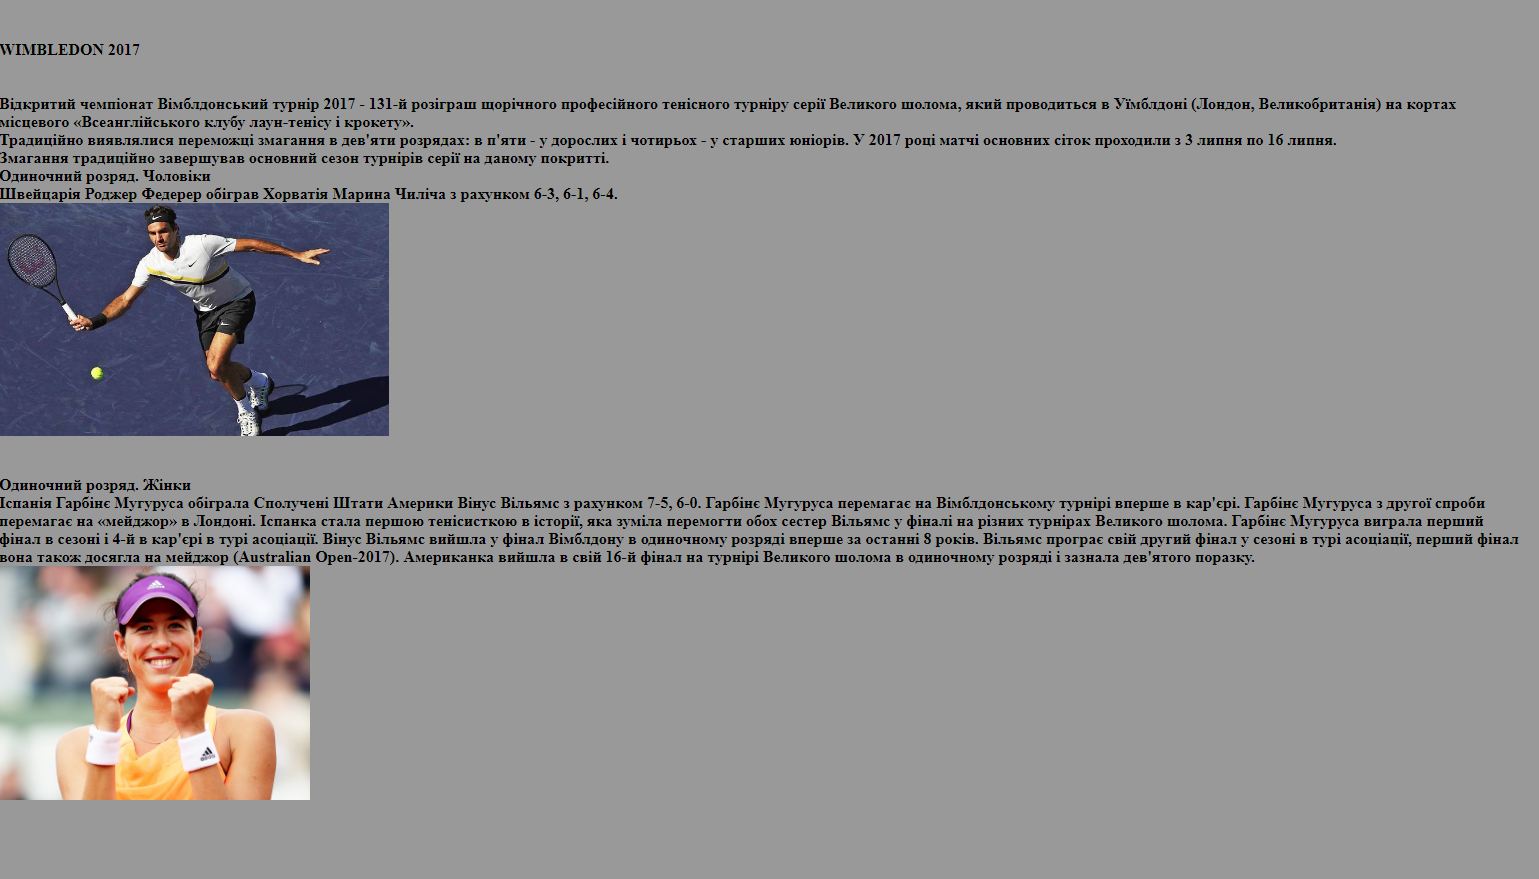 WIMBLEDON 2017
Відкритий чемпіонат Вімблдонський турнір 2017 - 131-й розіграш щорічного професійного тенісного турніру серії Великого шолома, який проводиться в Уїмблдоні (Лондон, Великобританія) на кортах
місцевого «Всеанглійського клубу лаун-тенісу і крокету».
Традиційно виявлялися переможці змагання в дев'яти розрядах: в п'яти - у дорослих і чотирьох - у старших юніорів. У 2017 році матчі основних сіток проходили з 3 липня по 16 липня.
Змагання традиційно завершував основний сезон турнірів серії на даному покритті.
Одиночний розряд. Чоловіки
Швейцарія Роджер Федерер обіграв Хорватія Марина Чиліча з рахунком 6-3, 6-1, 6-4.
Одиночний розряд. Жінки
Іспанія Гарбінє Мугуруса обіграла Сполучені Штати Америки Вінус Вільямс з рахунком 7-5, 6-0. Гарбінє Мугуруса перемагає на Вімблдонському турнірі вперше в кар'єрі. Гарбінє Мугуруса з другої спроби
перемагає на «мейджор» в Лондоні. Іспанка стала першою тенісисткою в історії, яка зуміла перемогти обох сестер Вільямс у фіналі на різних турнірах Великого шолома. Гарбінє Мугуруса виграла перший
фінал в сезоні і 4-й в кар'єрі в турі асоціації. Вінус Вільямс вийшла у фінал Вімблдону в одиночному розряді вперше за останні 8 років. Вільямс програє свій другий фінал у сезоні в турі асоціації, перший фінал
вона також досягла на мейджор (Australian Open-2017). Американка вийшла в свій 16-й фінал на турнірі Великого шолома в одиночному розряді і зазнала дев'ятого поразку.
adidas